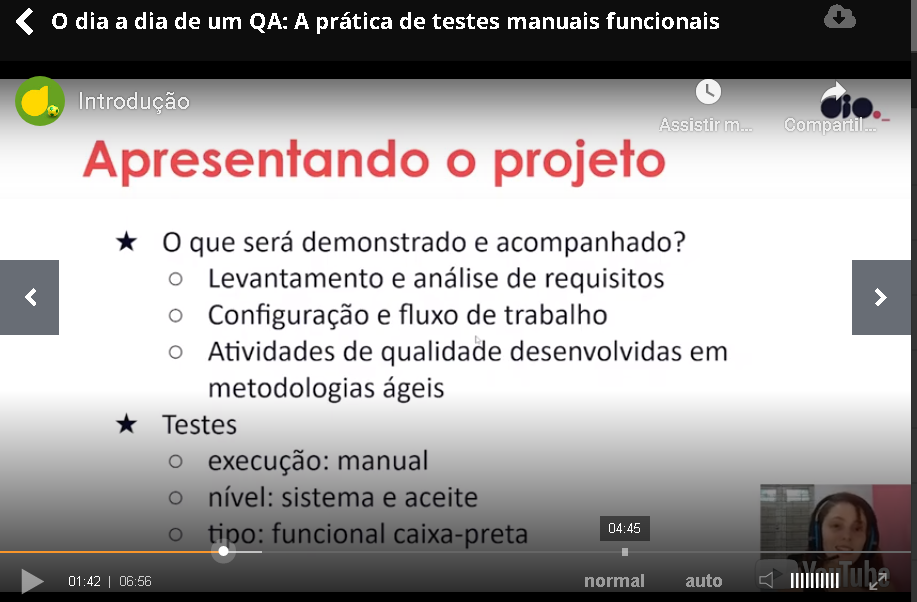 O dia a dia de um QA: A prática de testes manuais funcionais
Introdução
Assistir m...
Compartil...
dio._
Apresentando o projeto
★ O que será demonstrado e acompanhado?
○ Levantamento e análise de requisitos
○ Configuração e fluxo de trabalho
○ Atividades de qualidade desenvolvidas em
metodologias ágeis
★ Testes
○ execução: manual
○ nível: sistema e aceite
○ tipo: funcional caixa-preta
04:45
01:42 | 06:56
normal
auto
YouTube